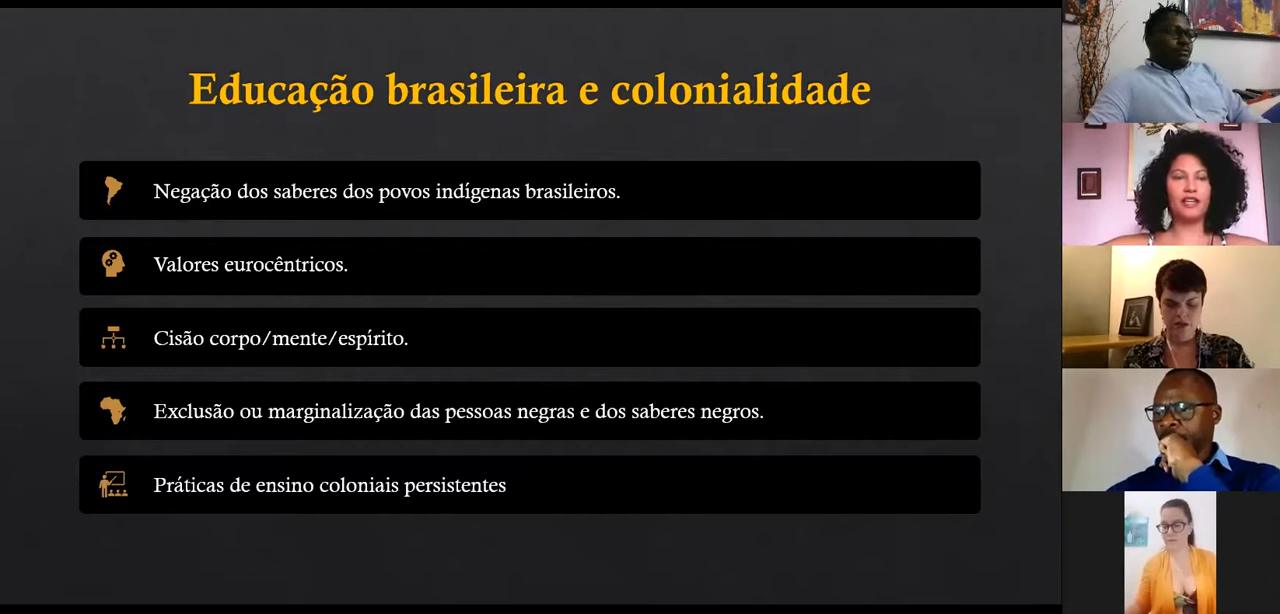 Educação brasileira e colonialidade
Negação dos saberes dos povos indígenas brasileiros.
Valores eurocêntricos.
Cisão corpo/mente/espírito.
Exclusão ou marginalização das pessoas negras e dos saberes negros.
Práticas de ensino coloniais persistentes